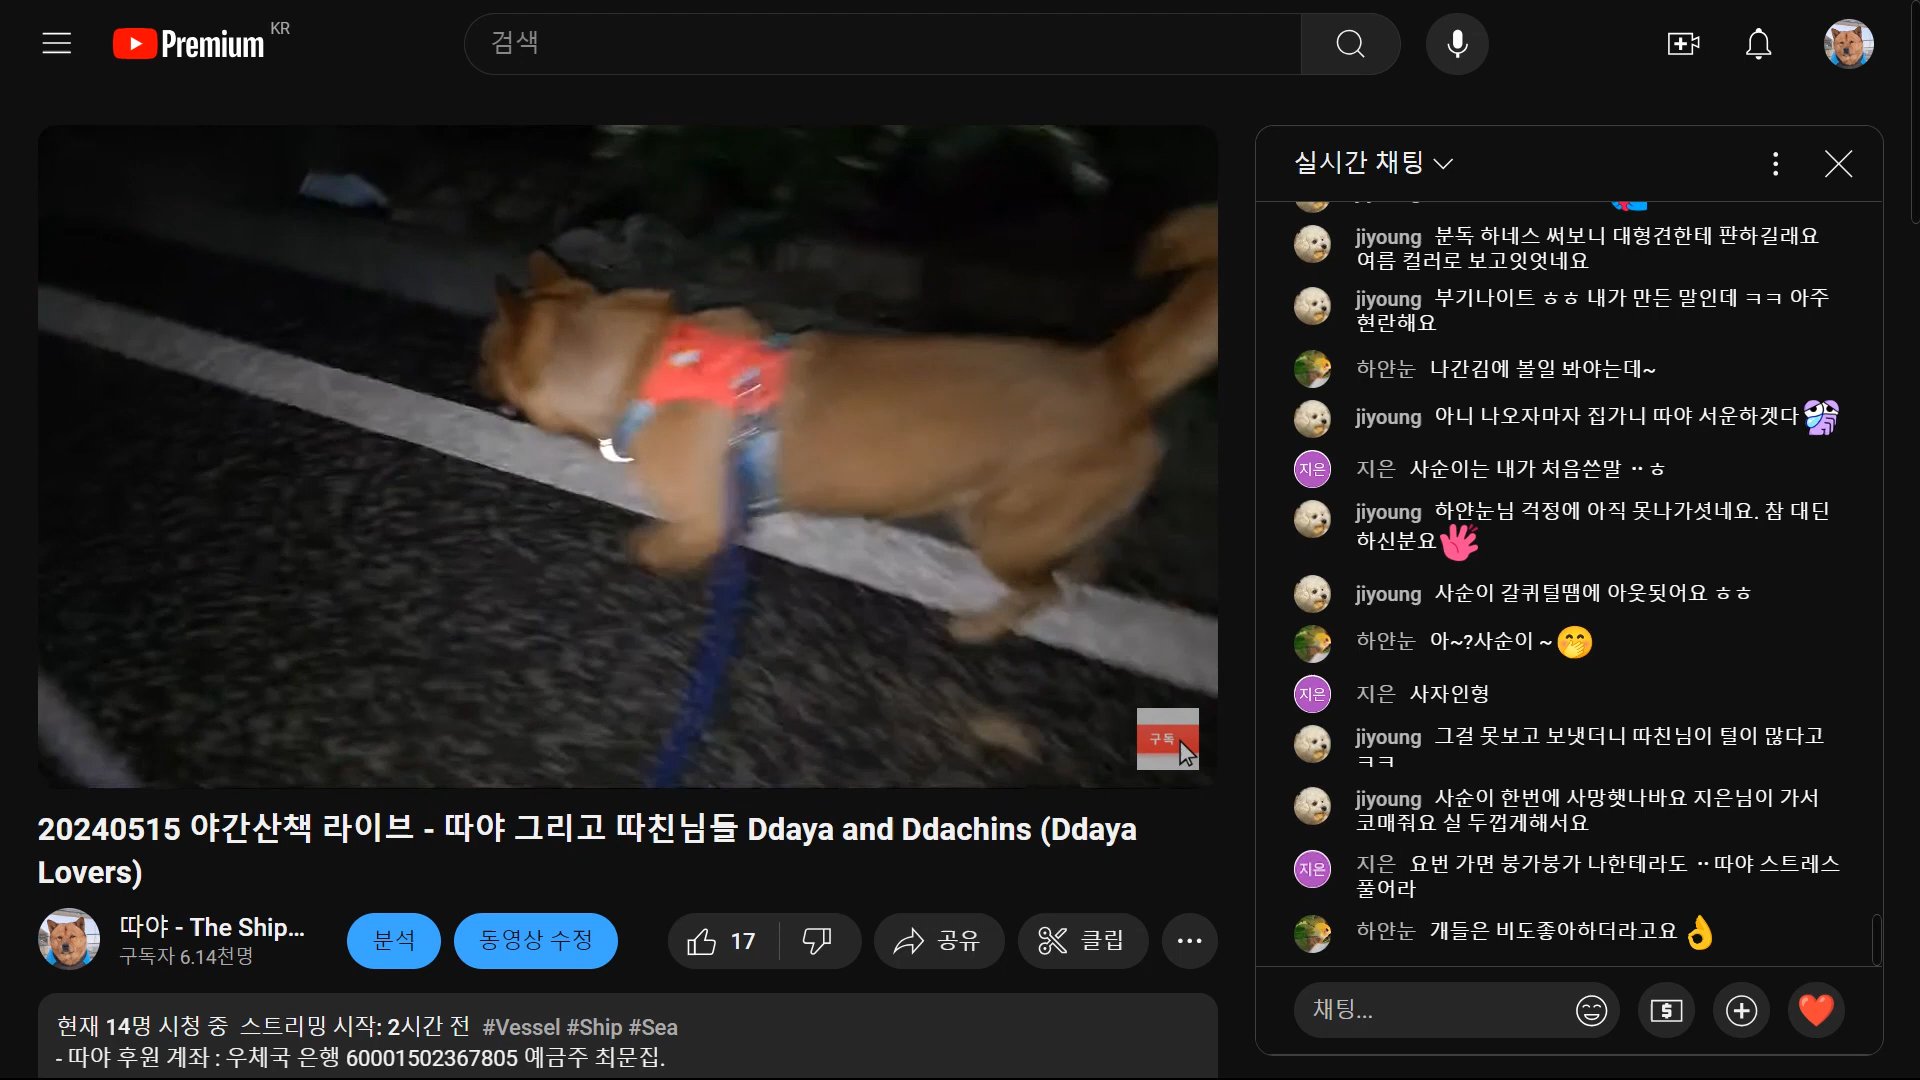 Premium KR
검색
구독
20240515 야간산책 라이브 - 따야 그리고 따친님들 Ddaya and Ddachins (Ddaya
Lovers)
따야 - The Ship...
구독자 6.14천명
분석
동영상 수정
17
공유
클립
현재 14명 시청 중 스트리밍 시작: 2시간 전 #Vessel #Ship #Sea
- 따야 후원 계좌 : 우체국 은행 60001502367805 예금주 최문집.
실시간 채팅
jiyoung 분독 하네스 써보니 대형견한테 퍈하길래요
여름 컬러로 보고잇엇네요
jiyoung 부기나이트 ㅎㅎ 내가 만든 말인데 ㅋㅋ 아주
현란해요
하얀눈 나간김에 볼일 봐야는데~
jiyoung 아니 나오자마자 집가니 따야 서운하겟다
지은 지은 사순이는 내가 처음쓴말 ··ㅎ
jiyoung 하얀눈님 걱정에 아직 못나가셧네요. 참 대딘
하신분요
jiyoung 사순이 갈퀴털땜에 아웃됫어요 ㅎㅎ
하얀눈 아~?사순이 ~
지은 지은 사자인형
jiyoung 그걸 못보고 보냇더니 따친님이 털이 많다고
ㅋㅋ
jiyoung 사순이 한번에 사망햇나바요 지은님이 가서
코매줘요 실 두껍게해서요
지은 지은 요번 가면 붕가붕가 나한테라도 ··따야 스트레스
풀어라
하얀눈 개들은 비도좋아하더라고요
채팅...